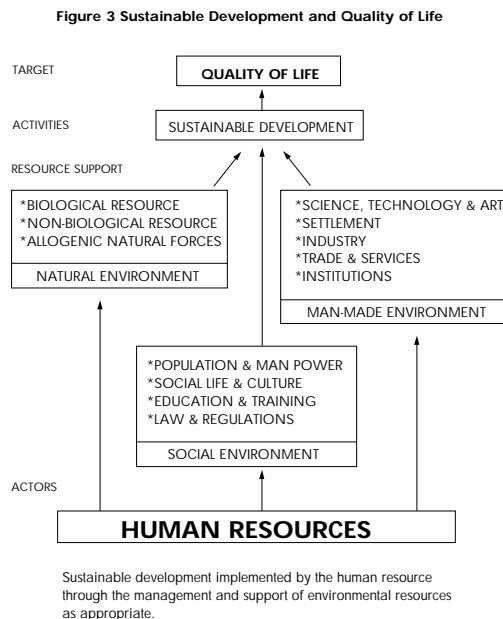 Figure 3 Sustainable Development and Quality of Life
TARGET
QUALITY OF LIFE
ACTIVITIES
SUSTAINABLE DEVELOPMENT
RESOURCE SUPPORT
*BIOLOGICAL RESOURCE
*NON-BIOLOGICAL RESOURCE
*ALLOGENIC NATURAL FORCES
NATURAL ENVIRONMENT
*SCIENCE, TECHNOLOGY & ART
*SETTLEMENT
*INDUSTRY
*TRADE & SERVICES
*INSTITUTIONS
MAN-MADE ENVIRONMENT
*POPULATION & MAN POWER
*SOCIAL LIFE & CULTURE
*EDUCATION & TRAINING
*LAW & REGULATIONS
SOCIAL ENVIRONMENT
ACTORS
HUMAN RESOURCES
Sustainable development implemented by the human resource
through the management and support of environmental resources
as appropriate.